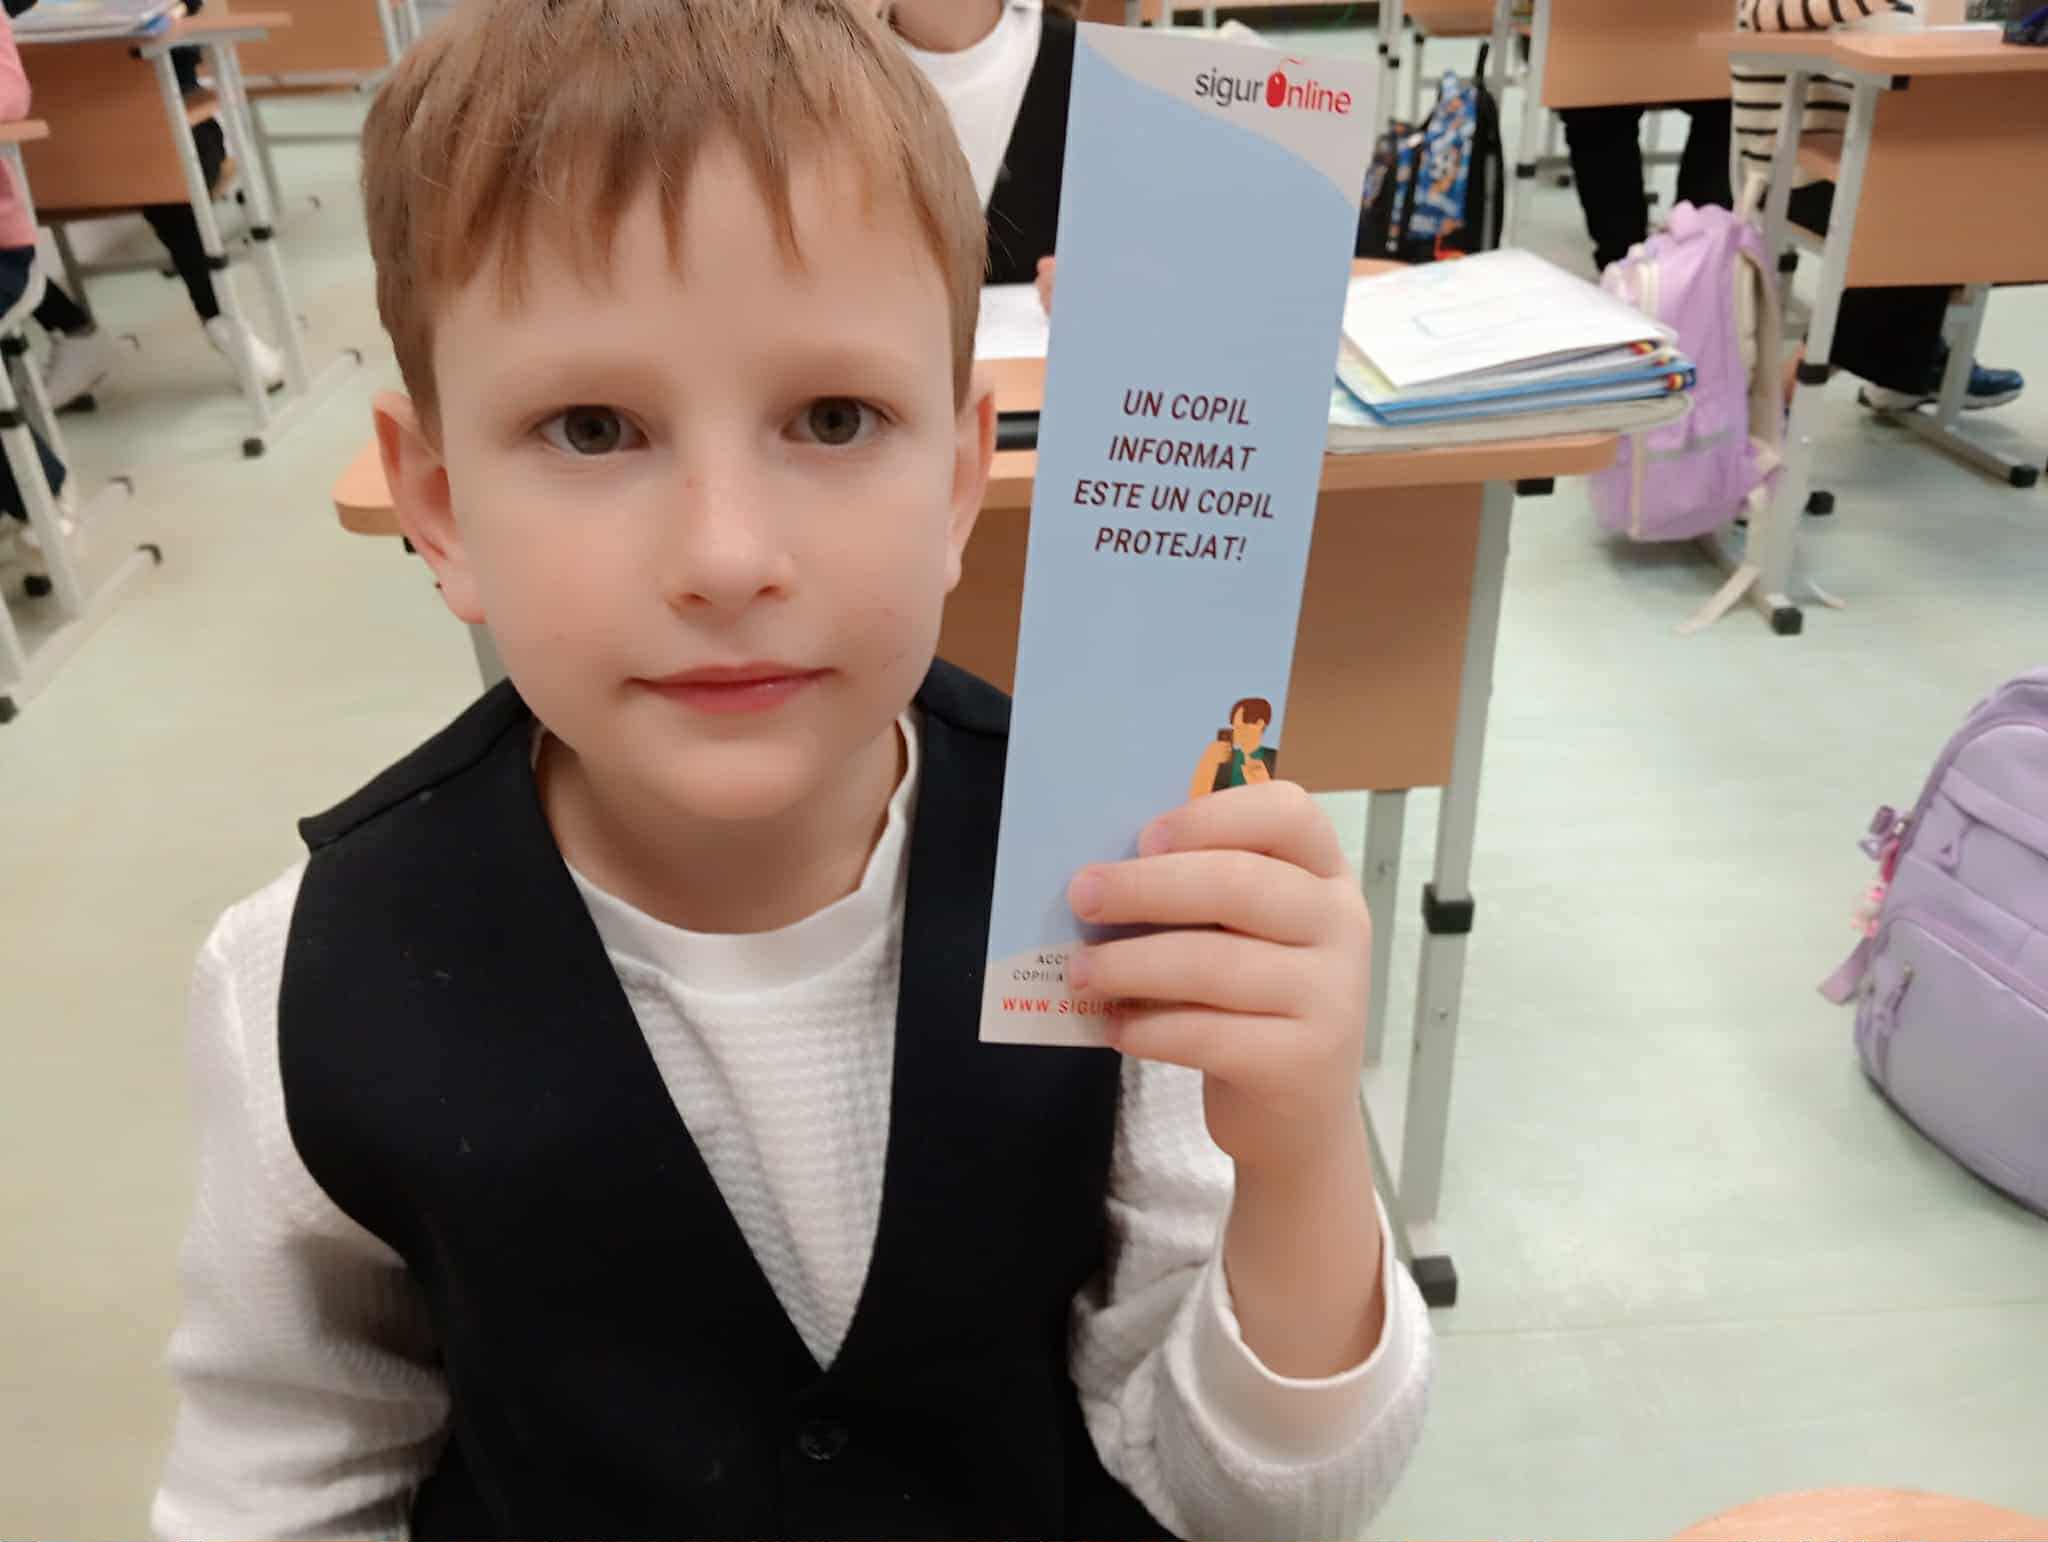 sigurOnline
UN COPIL
INFORMAT
ESTE UN COPIL
PROTEJAT!